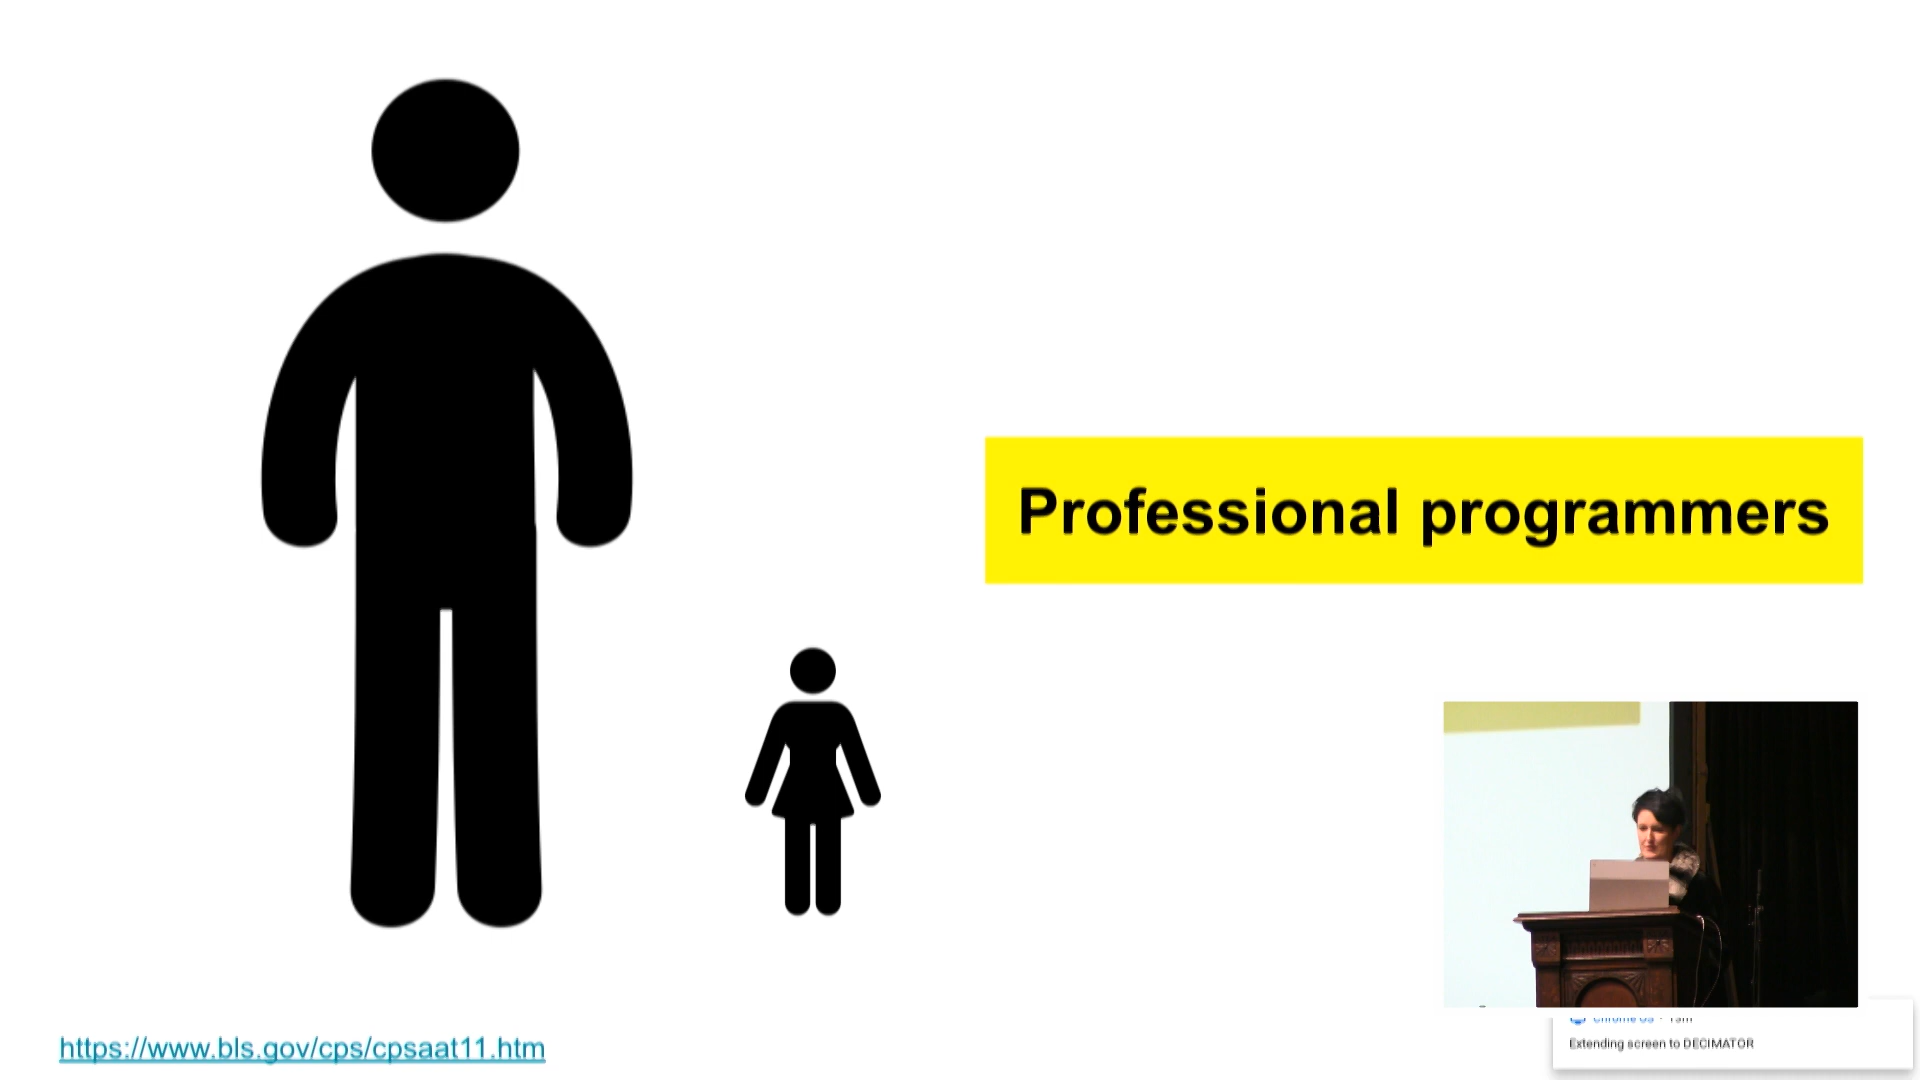 Professional programmers
https://www.bls.gov/cps/cpsaat11.htm
Extending screen to DECIMATOR